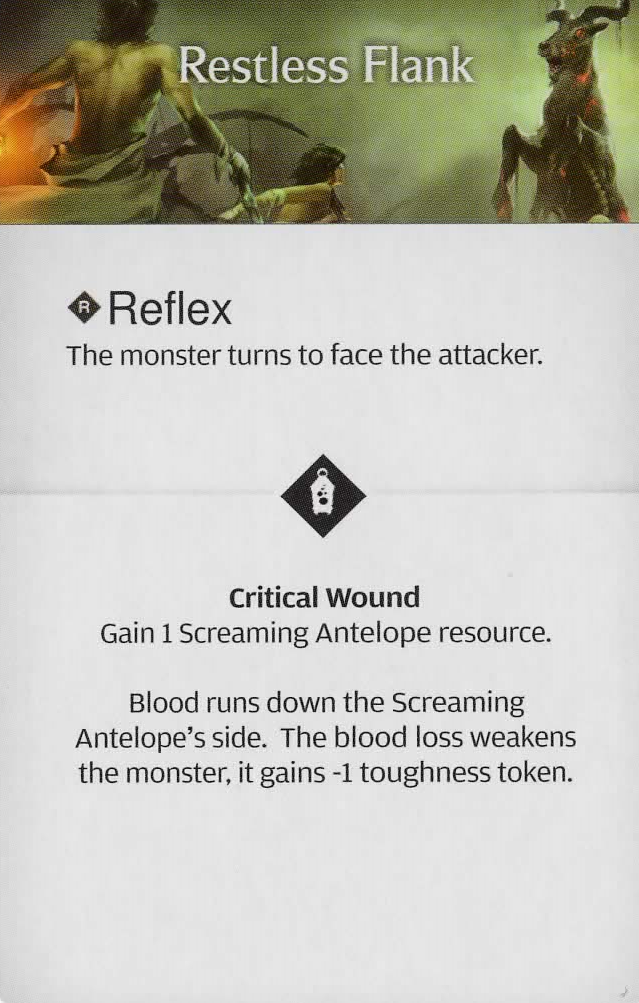 Restless Flank
R Reflex
The monster turns to face the attacker.
Critical Wound
Gain 1 Screaming Antelope resource.
Blood runs down the Screaming
Antelope's side.  The blood loss weakens
the monster, it gains -1 toughness token.